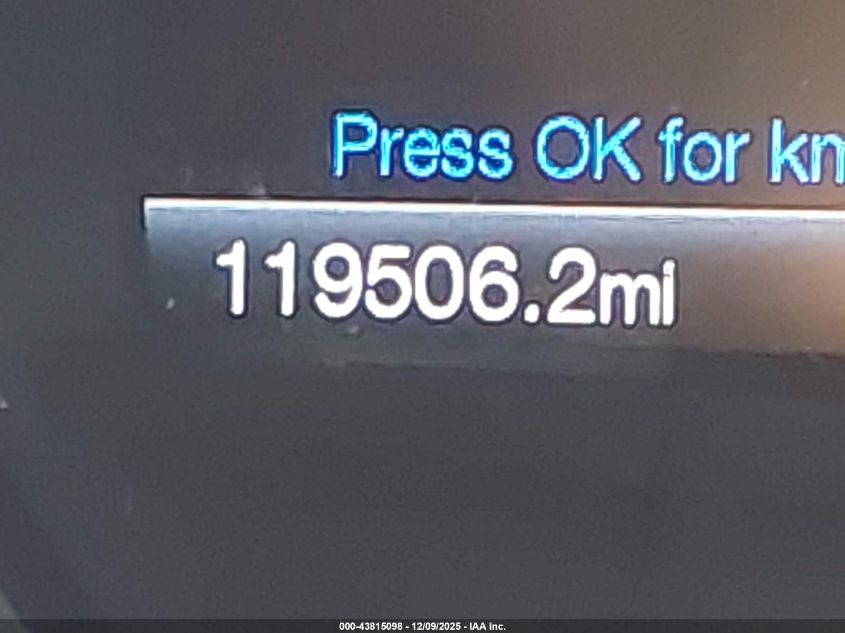 Press OK for
119506.2mi
000-43815098 - 12/09/2025 - IAA Inc.